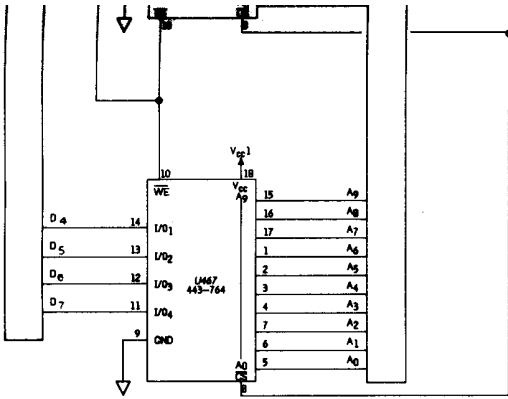 Vcc1
10 18
WE Vcc
A9 15 A9
16 A8
D4 14 I/O1 17 A7
1 A6
D5 13 I/O2 2 A5
D6 12 I/O3 U467 3 A4
443-764
D7 11 I/O4 4 A3
7 A2
9 GND 6 A1
A0 5 A0
8